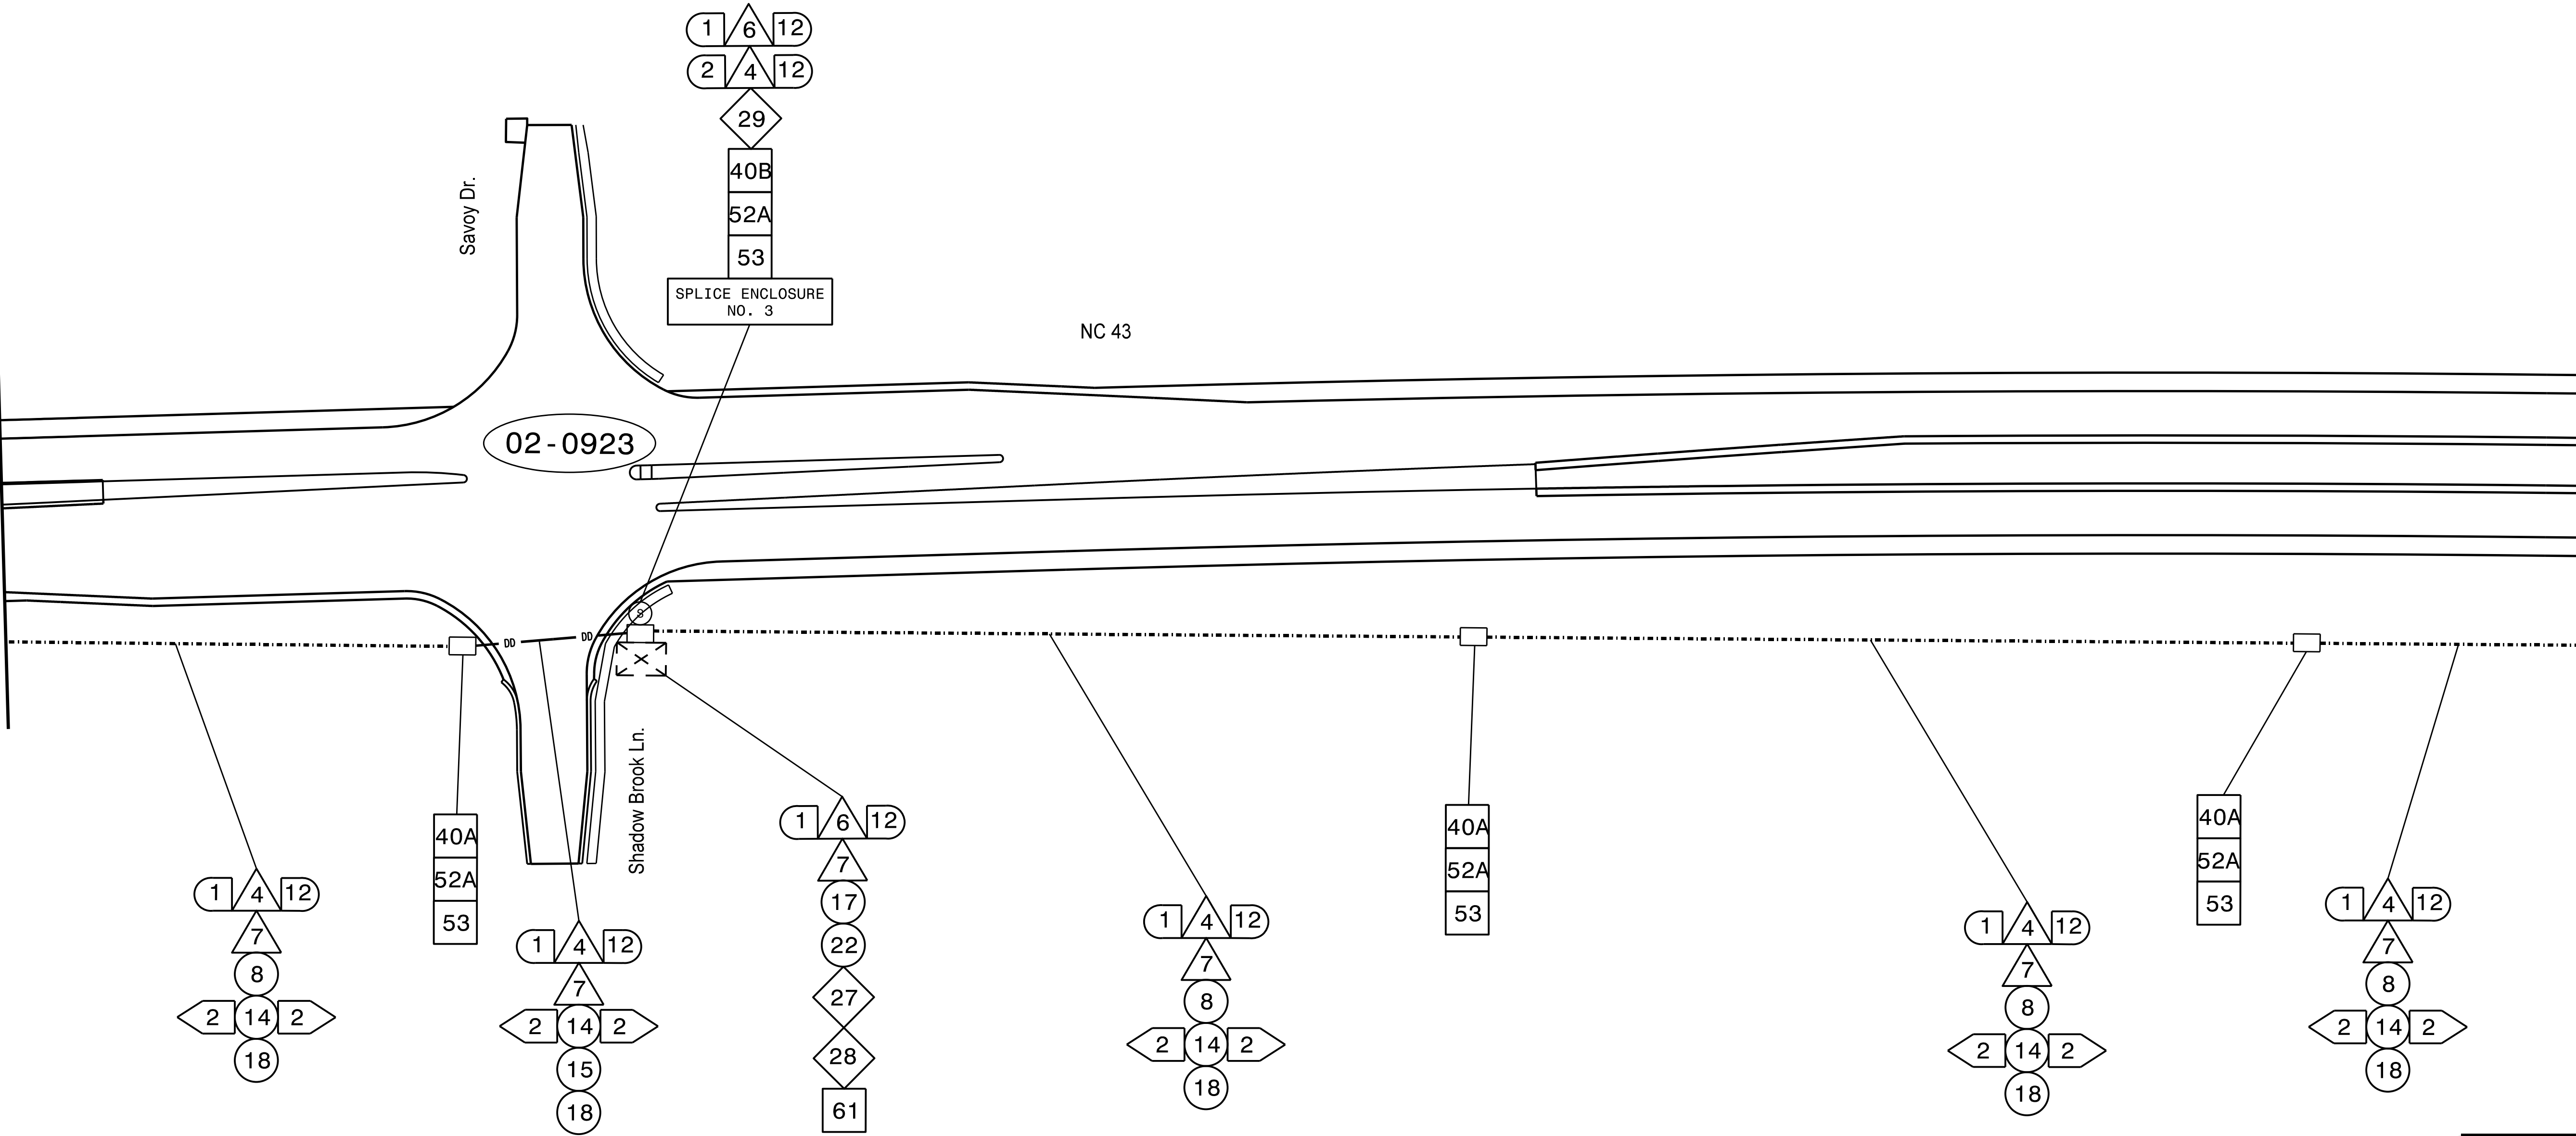 1 6 12
2 4 12
29
40B
52A
53
SPLICE ENCLOSURE
NO. 3
Savoy Dr.
NC 43
02-0923
S
DD
DD
X
Shadow Brook Ln.
1 4 12
7
8
2 14 2
18
40A
52A
53
1 4 12
7
2 14 2
15
18
1 6 12
7
17
22
27
28
61
1 4 12
7
8
2 14 2
18
40A
52A
53
1 4 12
7
8
2 14 2
18
40A
52A
53
1 4 12
7
8
2 14 2
18